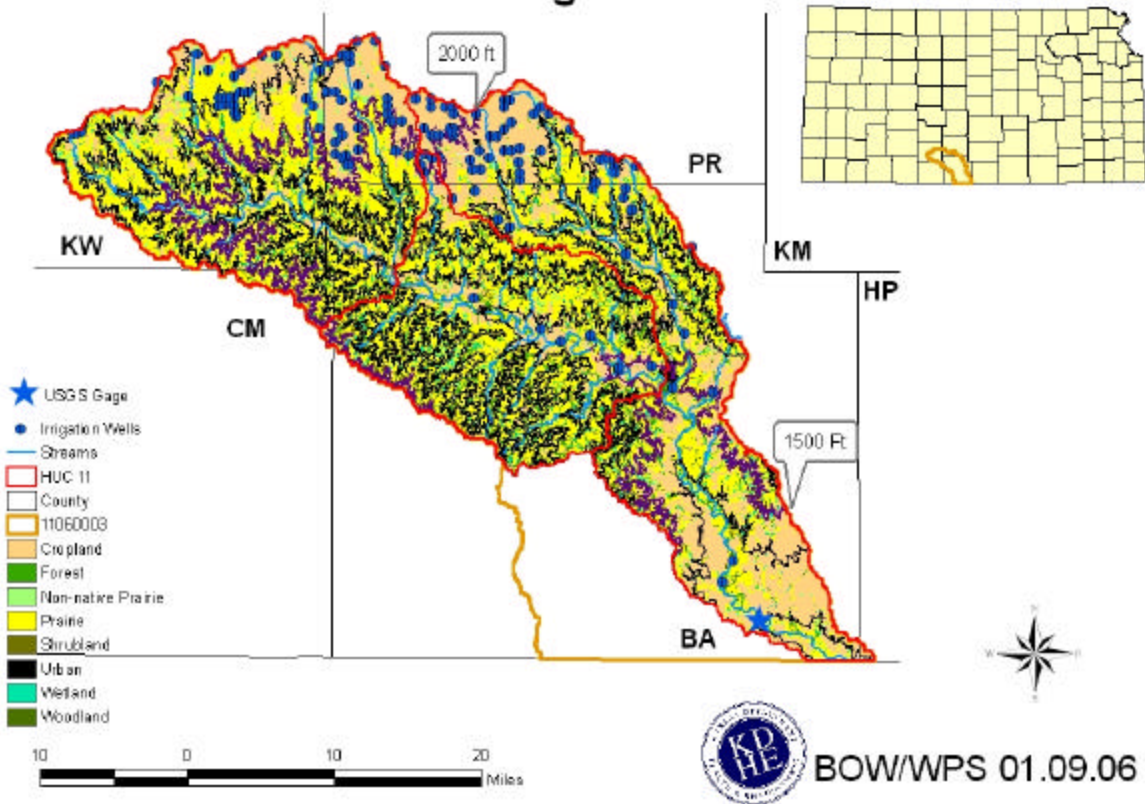 2000 ft
PR
KW
KM
HP
CM
1500 Ft
BA
USGS Gage
Irrigation Wells
Streams
HUC 11
County
11060003
Cropland
Forest
Non-native Prairie
Prairie
Shrubland
Urban
Wetland
Woodland
10 0 10 20
Miles
KDHE
BOW/WPS 01.09.06